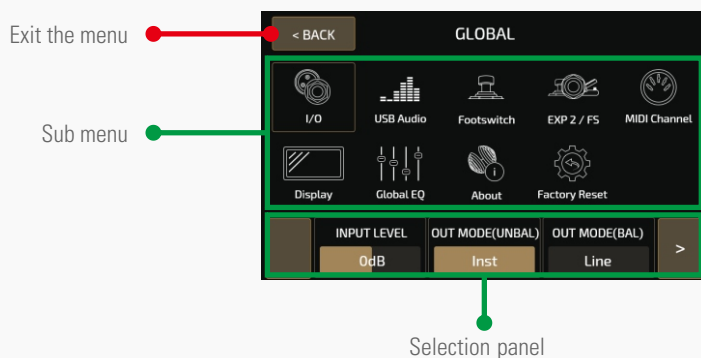 Exit the menu
< BACK
GLOBAL
Sub menu
I/O
USB Audio
Footswitch
EXP 2 / FS
MIDI Channel
Display
Global EQ
About
Factory Reset
INPUT LEVEL
OUT MODE(UNBAL)
OUT MODE(BAL)
0dB
Inst
Line
>
Selection panel